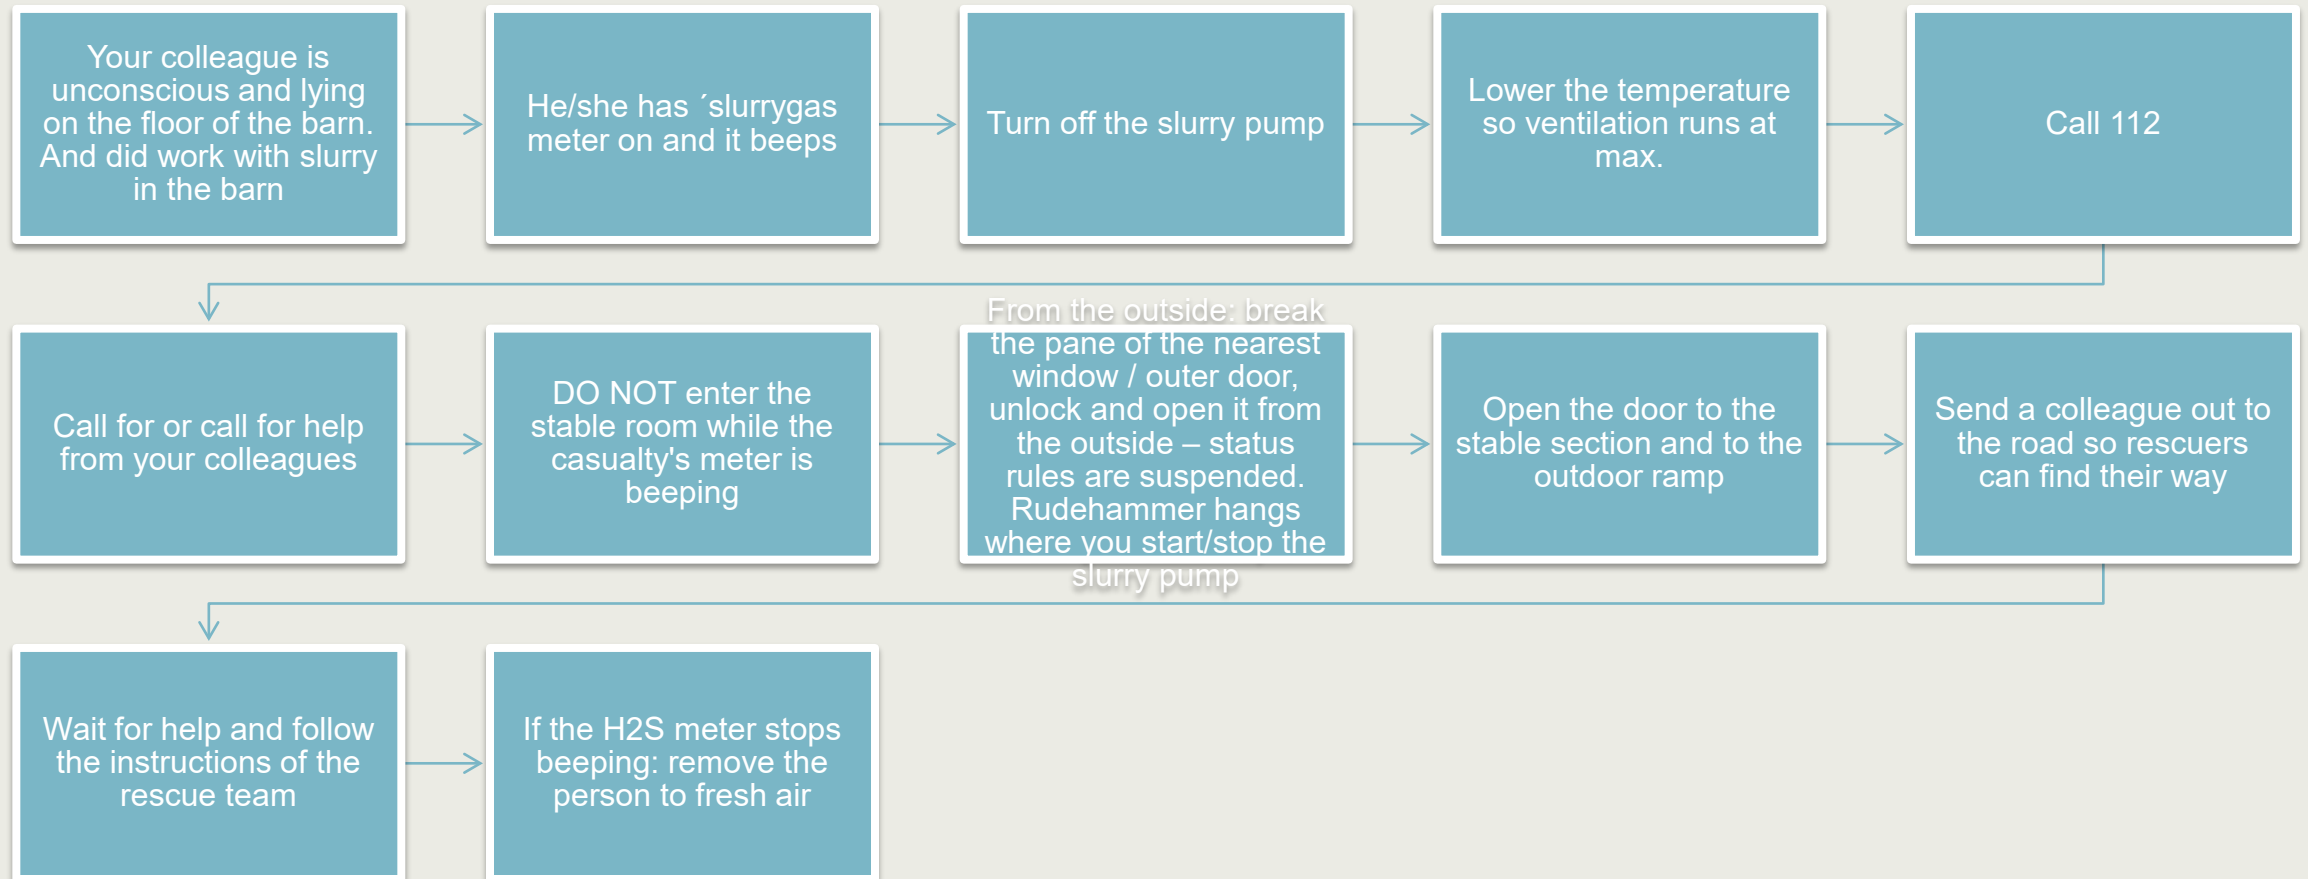 Your colleague is
unconscious and lying
on the floor of the barn.
And did work with slurry
in the barn
He/she has ´slurrygas
meter on and it beeps
Turn off the slurry pump
Lower the temperature
so ventilation runs at
max.
Call 112
Call for or call for help
from your colleagues
DO NOT enter the
stable room while the
casualty's meter is
beeping
From the outside: break
the pane of the nearest
window / outer door,
unlock and open it from
the outside – status
rules are suspended.
Rudehammer hangs
where you start/stop the
slurry pump
Open the door to the
stable section and to the
outdoor ramp
Send a colleague out to
the road so rescuers
can find their way
Wait for help and follow
the instructions of the
rescue team
If the H2S meter stops
beeping: remove the
person to fresh air